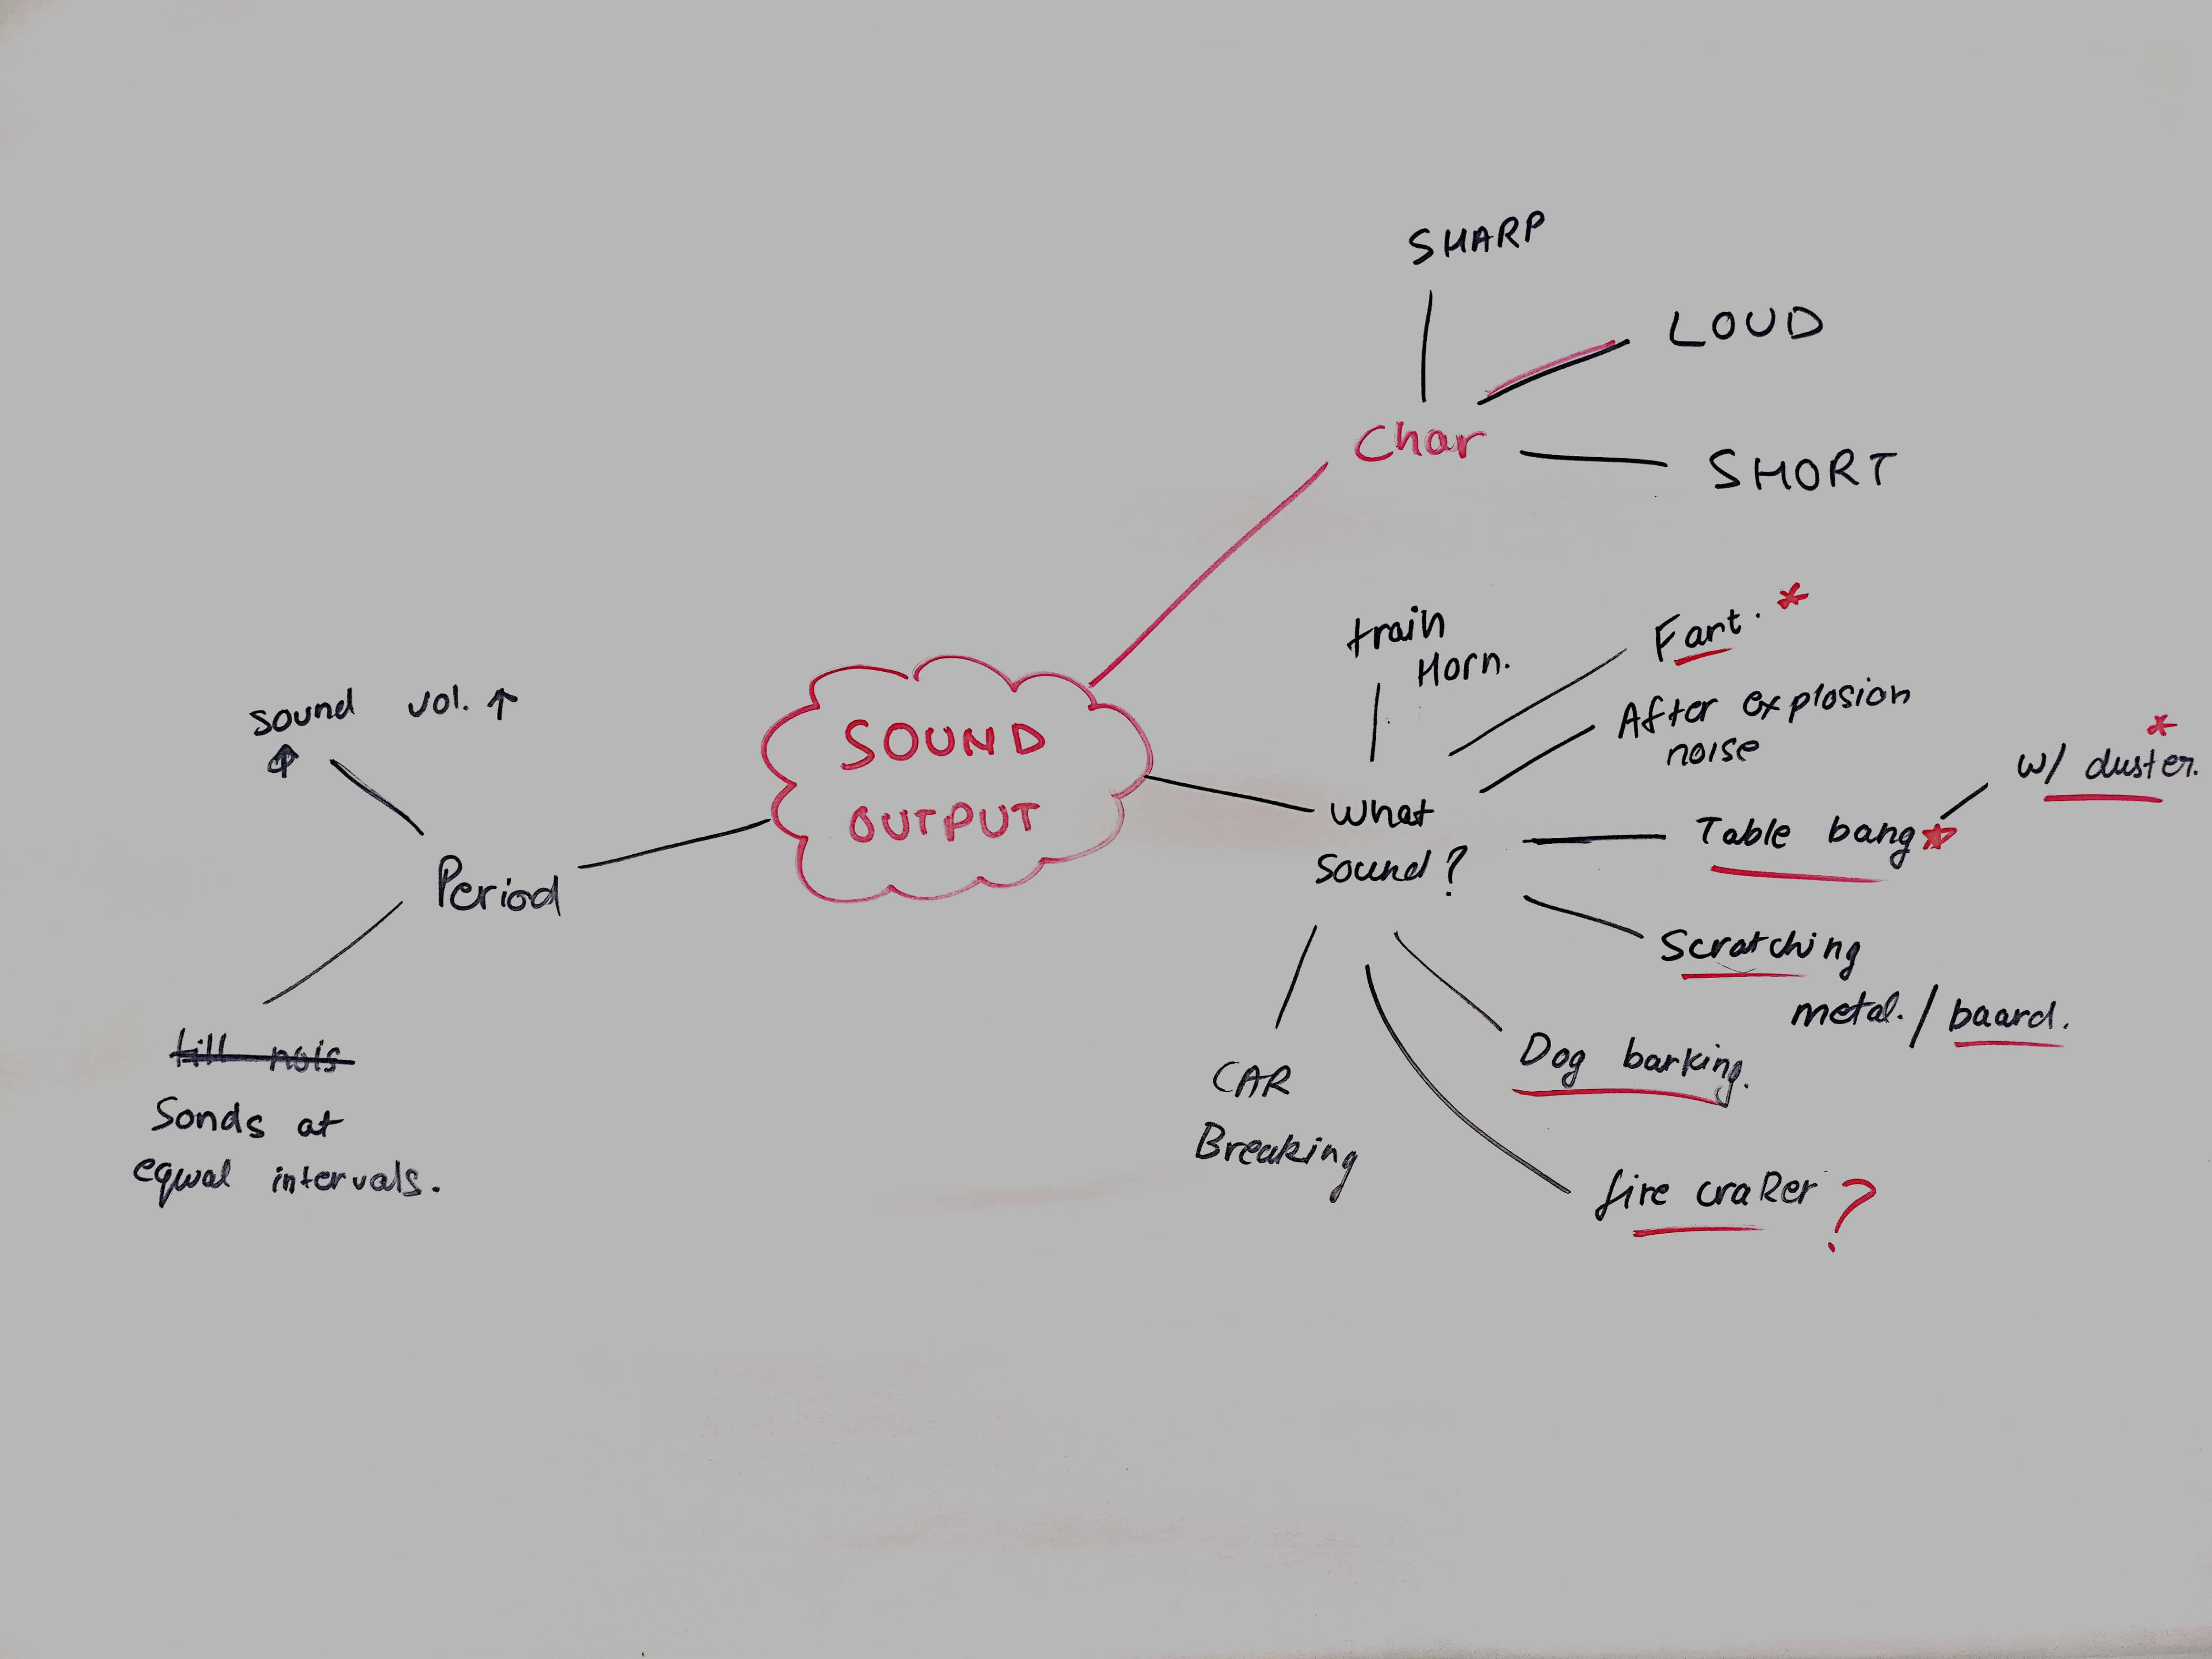 SHARP
LOUD
Char
SHORT
train
Horn.
Fart.*
After explosion
noise
*
w/ duster.
What
sound?
Table bang★
Scratching
metal./baard.
Dog barking.
CAR
Breaking
fire craker?
SOUND
OUTPUT
sound vol. ↑
↑
Period
till nois
Sonds at
equal intervals.